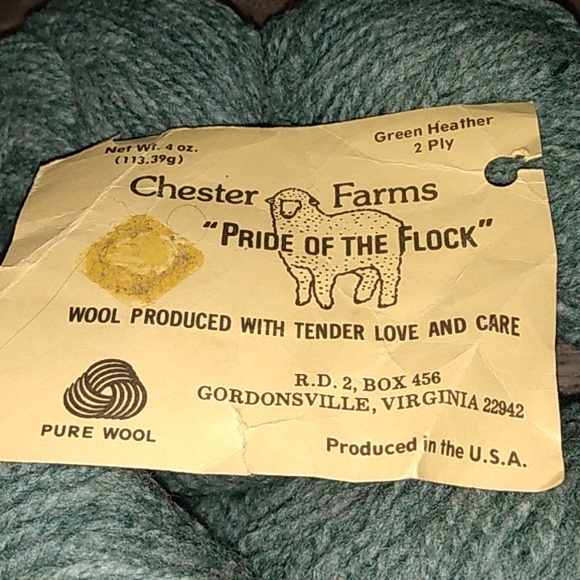 Net Wt. 4 oz.
(113.39g)
Green Heather
2 Ply
Chester Farms
"PRIDE OF THE FLOCK"
WOOL PRODUCED WITH TENDER LOVE AND CARE
R.D. 2, BOX 456
GORDONSVILLE, VIRGINIA 22942
PURE WOOL
Produced in the U.S.A.